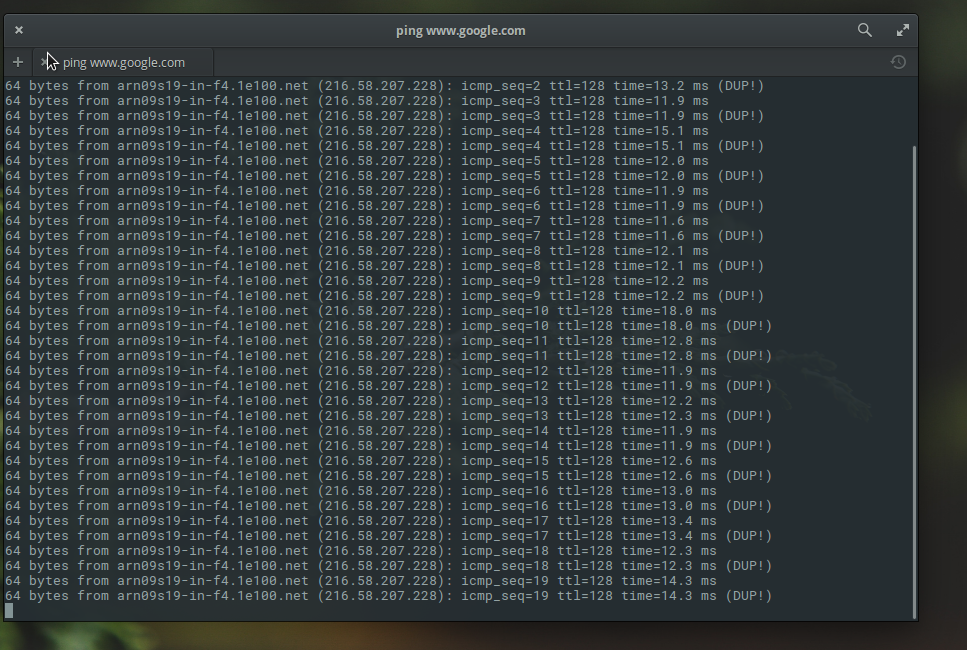 ping www.google.com
ping www.google.com
64 bytes from arn09s19-in-f4.1e100.net (216.58.207.228): icmp_seq=2 ttl=128 time=13.2 ms (DUP!)
64 bytes from arn09s19-in-f4.1e100.net (216.58.207.228): icmp_seq=3 ttl=128 time=11.9 ms
64 bytes from arn09s19-in-f4.1e100.net (216.58.207.228): icmp_seq=3 ttl=128 time=11.9 ms (DUP!)
64 bytes from arn09s19-in-f4.1e100.net (216.58.207.228): icmp_seq=4 ttl=128 time=15.1 ms
64 bytes from arn09s19-in-f4.1e100.net (216.58.207.228): icmp_seq=4 ttl=128 time=15.1 ms (DUP!)
64 bytes from arn09s19-in-f4.1e100.net (216.58.207.228): icmp_seq=5 ttl=128 time=12.0 ms
64 bytes from arn09s19-in-f4.1e100.net (216.58.207.228): icmp_seq=5 ttl=128 time=12.0 ms (DUP!)
64 bytes from arn09s19-in-f4.1e100.net (216.58.207.228): icmp_seq=6 ttl=128 time=11.9 ms
64 bytes from arn09s19-in-f4.1e100.net (216.58.207.228): icmp_seq=6 ttl=128 time=11.9 ms (DUP!)
64 bytes from arn09s19-in-f4.1e100.net (216.58.207.228): icmp_seq=7 ttl=128 time=11.6 ms
64 bytes from arn09s19-in-f4.1e100.net (216.58.207.228): icmp_seq=7 ttl=128 time=11.6 ms (DUP!)
64 bytes from arn09s19-in-f4.1e100.net (216.58.207.228): icmp_seq=8 ttl=128 time=12.1 ms
64 bytes from arn09s19-in-f4.1e100.net (216.58.207.228): icmp_seq=8 ttl=128 time=12.1 ms (DUP!)
64 bytes from arn09s19-in-f4.1e100.net (216.58.207.228): icmp_seq=9 ttl=128 time=12.2 ms
64 bytes from arn09s19-in-f4.1e100.net (216.58.207.228): icmp_seq=9 ttl=128 time=12.2 ms (DUP!)
64 bytes from arn09s19-in-f4.1e100.net (216.58.207.228): icmp_seq=10 ttl=128 time=18.0 ms
64 bytes from arn09s19-in-f4.1e100.net (216.58.207.228): icmp_seq=10 ttl=128 time=18.0 ms (DUP!)
64 bytes from arn09s19-in-f4.1e100.net (216.58.207.228): icmp_seq=11 ttl=128 time=12.8 ms
64 bytes from arn09s19-in-f4.1e100.net (216.58.207.228): icmp_seq=11 ttl=128 time=12.8 ms (DUP!)
64 bytes from arn09s19-in-f4.1e100.net (216.58.207.228): icmp_seq=12 ttl=128 time=11.9 ms
64 bytes from arn09s19-in-f4.1e100.net (216.58.207.228): icmp_seq=12 ttl=128 time=11.9 ms (DUP!)
64 bytes from arn09s19-in-f4.1e100.net (216.58.207.228): icmp_seq=13 ttl=128 time=12.2 ms
64 bytes from arn09s19-in-f4.1e100.net (216.58.207.228): icmp_seq=13 ttl=128 time=12.3 ms (DUP!)
64 bytes from arn09s19-in-f4.1e100.net (216.58.207.228): icmp_seq=14 ttl=128 time=11.9 ms
64 bytes from arn09s19-in-f4.1e100.net (216.58.207.228): icmp_seq=14 ttl=128 time=11.9 ms (DUP!)
64 bytes from arn09s19-in-f4.1e100.net (216.58.207.228): icmp_seq=15 ttl=128 time=12.6 ms
64 bytes from arn09s19-in-f4.1e100.net (216.58.207.228): icmp_seq=15 ttl=128 time=12.6 ms (DUP!)
64 bytes from arn09s19-in-f4.1e100.net (216.58.207.228): icmp_seq=16 ttl=128 time=13.0 ms
64 bytes from arn09s19-in-f4.1e100.net (216.58.207.228): icmp_seq=16 ttl=128 time=13.0 ms (DUP!)
64 bytes from arn09s19-in-f4.1e100.net (216.58.207.228): icmp_seq=17 ttl=128 time=13.4 ms
64 bytes from arn09s19-in-f4.1e100.net (216.58.207.228): icmp_seq=17 ttl=128 time=13.4 ms (DUP!)
64 bytes from arn09s19-in-f4.1e100.net (216.58.207.228): icmp_seq=18 ttl=128 time=12.3 ms
64 bytes from arn09s19-in-f4.1e100.net (216.58.207.228): icmp_seq=18 ttl=128 time=12.3 ms (DUP!)
64 bytes from arn09s19-in-f4.1e100.net (216.58.207.228): icmp_seq=19 ttl=128 time=14.3 ms
64 bytes from arn09s19-in-f4.1e100.net (216.58.207.228): icmp_seq=19 ttl=128 time=14.3 ms (DUP!)